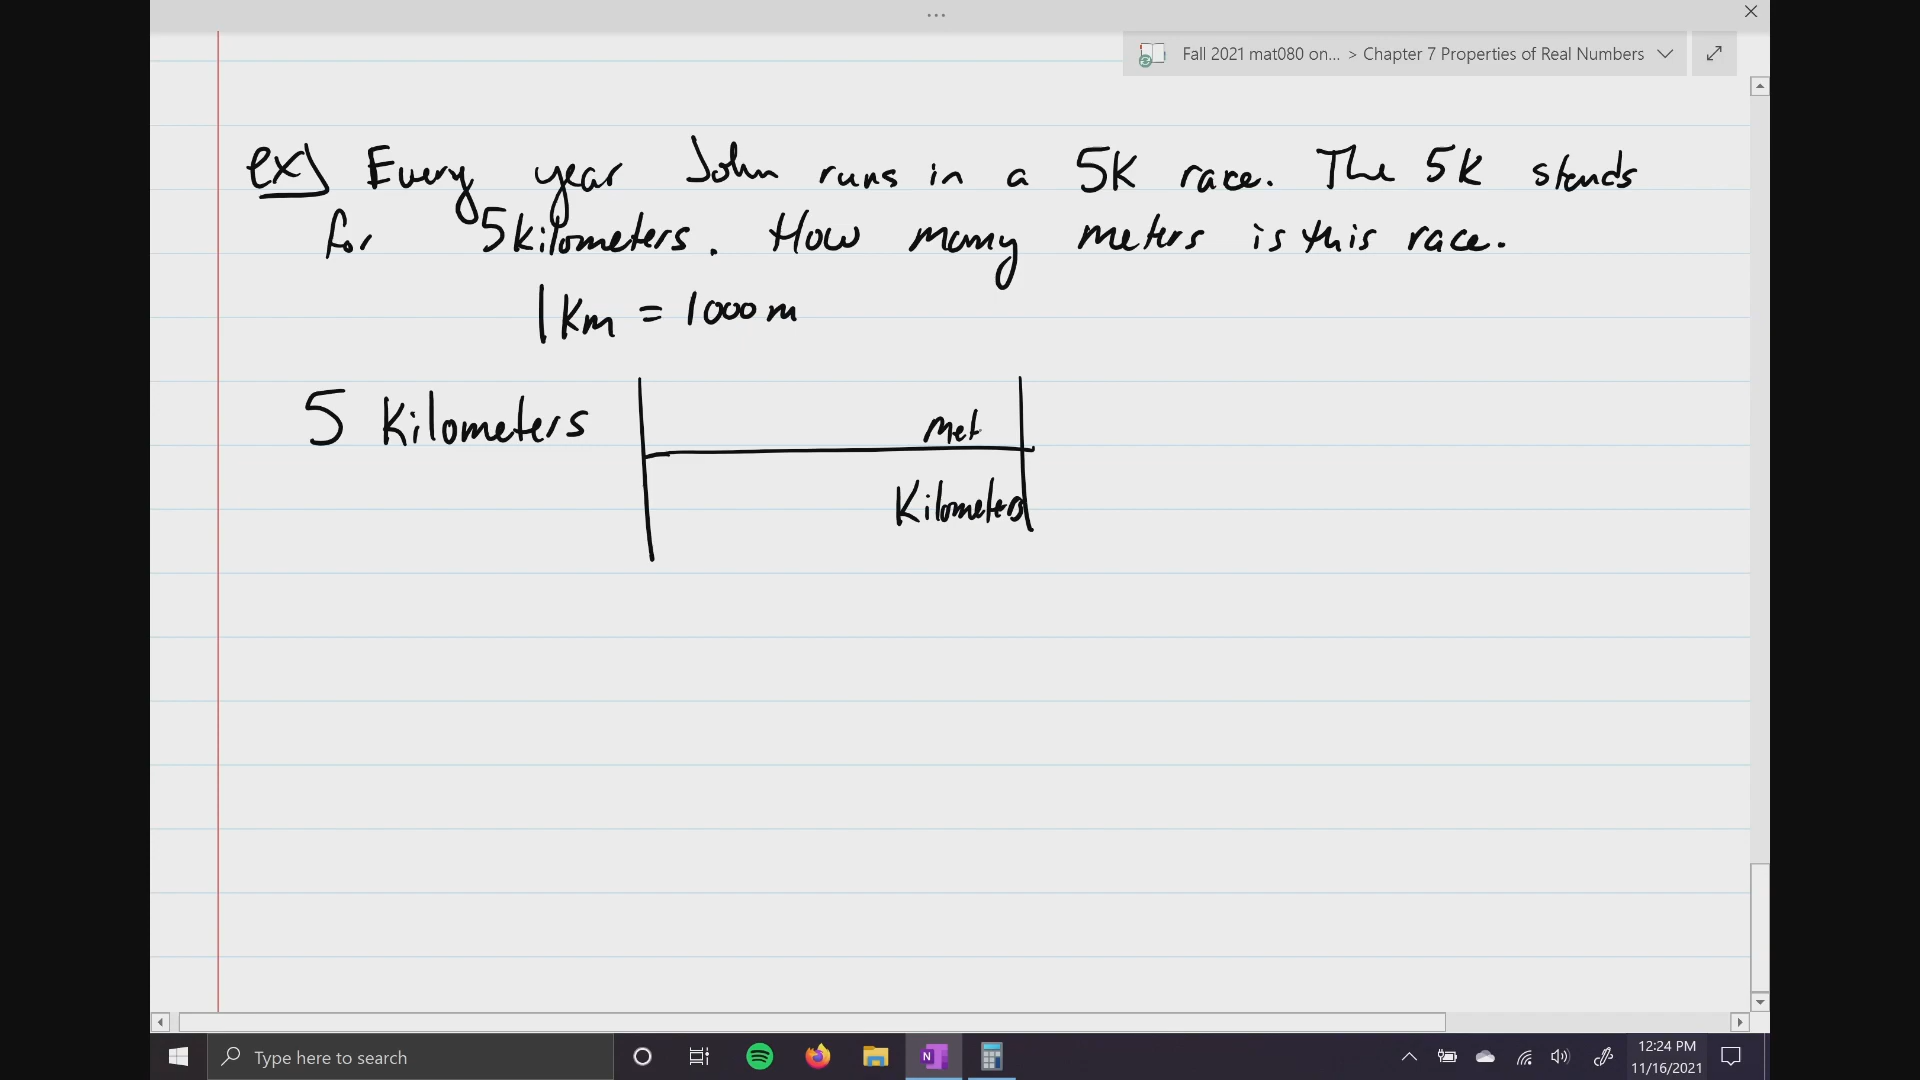 ...
Fall 2021 mat080 on... > Chapter 7 Properties of Real Numbers
ex) Every year John runs in a 5K race. The 5K stands
for 5kilometers. How many meters is this race.
1 Km = 1000 m
5 Kilometers
Met
Kilometers
Type here to search
12:24 PM
11/16/2021